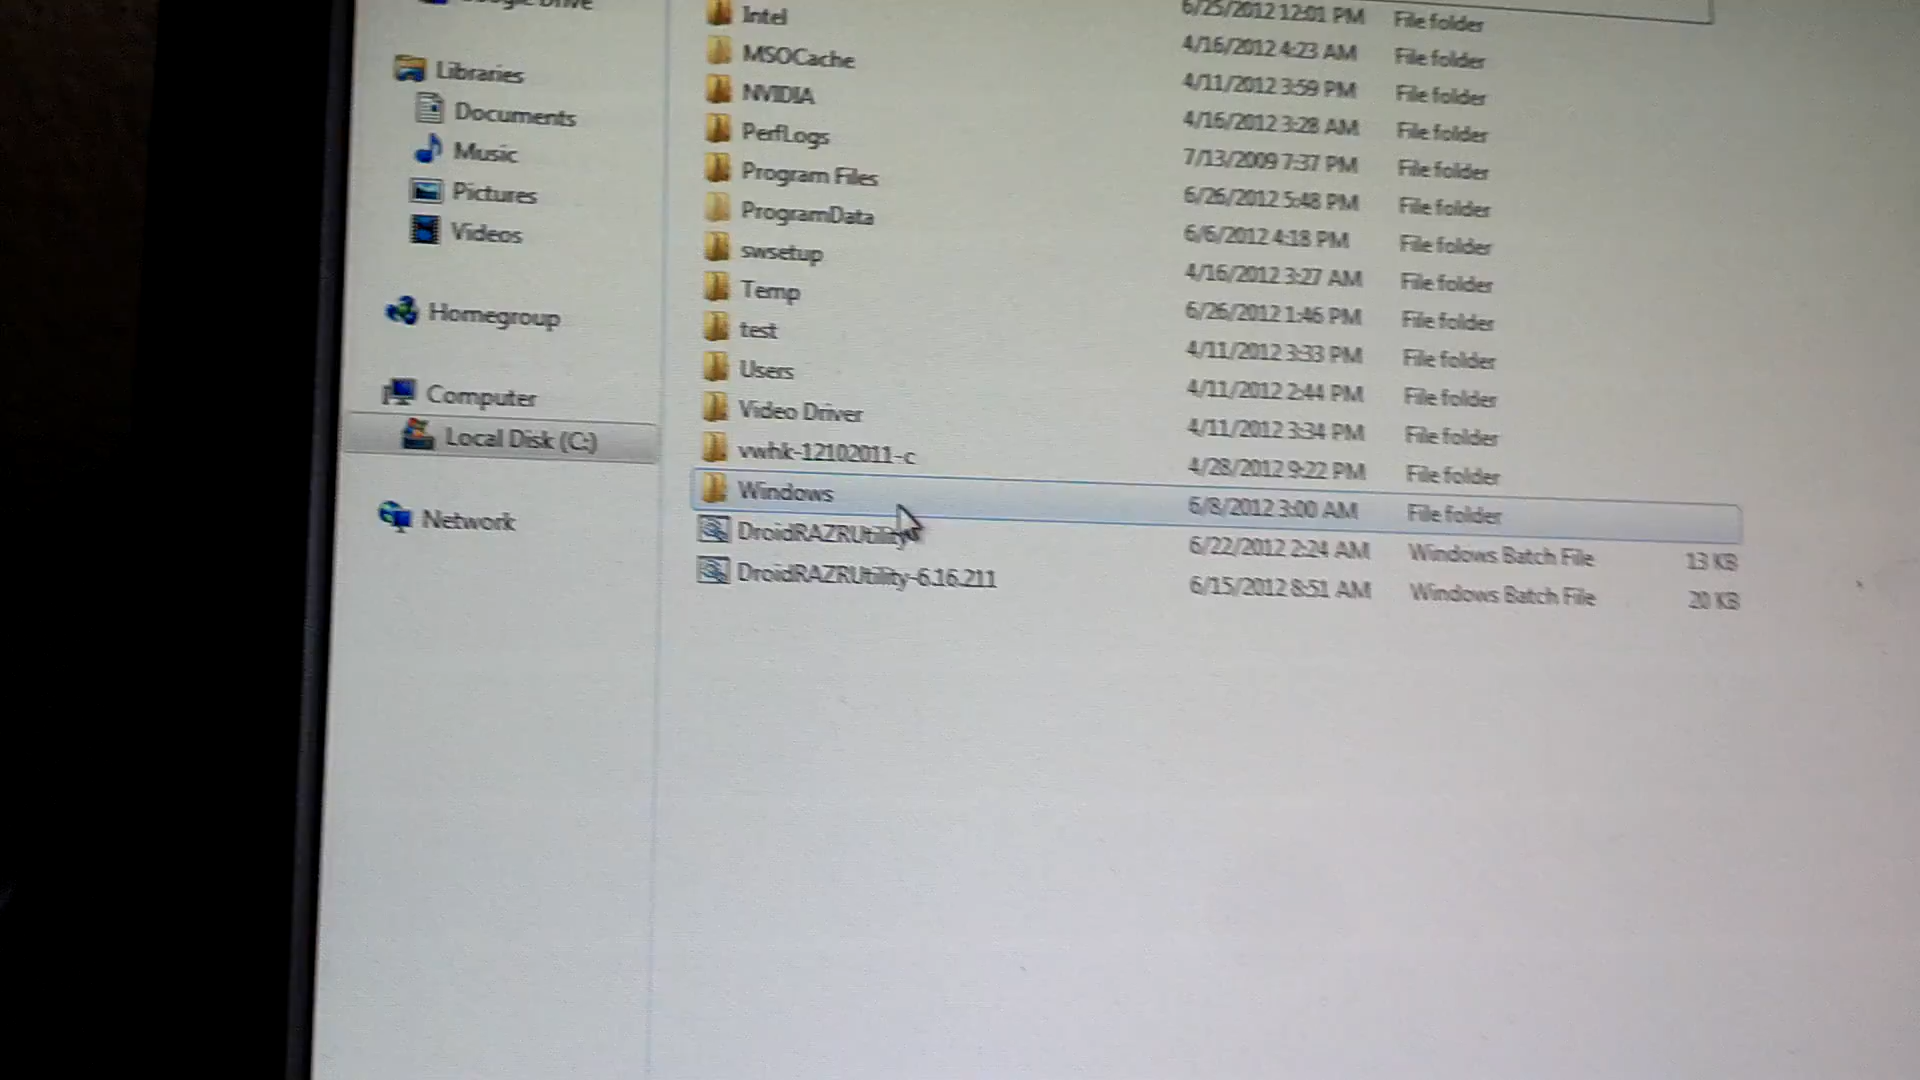 Google Drive
Libraries
Documents
Music
Pictures
Videos
Homegroup
Computer
Local Disk (C:)
Network
6/25/2012 12:01 PM File folder
Intel 4/16/2012 4:23 AM File folder
MSOCache 4/11/2012 3:59 PM File folder
NVIDIA 4/16/2012 3:28 AM File folder
PerfLogs 7/13/2009 7:37 PM File folder
Program Files 6/26/2012 5:48 PM File folder
ProgramData 6/6/2012 4:18 PM File folder
swsetup 4/16/2012 3:27 AM File folder
Temp 6/26/2012 1:46 PM File folder
test 4/11/2012 3:33 PM File folder
Users 4/11/2012 2:44 PM File folder
Video Driver 4/11/2012 3:34 PM File folder
vwhk-12102011-c 4/28/2012 9:22 PM File folder
Windows 6/8/2012 3:00 AM File folder
DroidRAZRUtility 6/22/2012 2:24 AM Windows Batch File 13 KB
DroidRAZRUtility-6.16.211 6/15/2012 8:51 AM Windows Batch File 20 KB